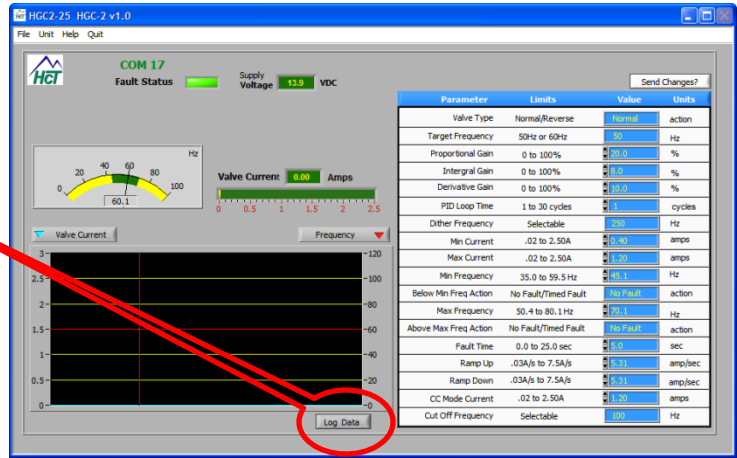 HGC2-25 HGC-2 v1.0
File Unit Help Quit
HCT
COM 17
Fault Status
Supply Voltage 13.9 VDC
Send Changes?
Parameter Limits Value Units
Valve Type Normal/Reverse Normal action
Target Frequency 50Hz or 60Hz 50 Hz
Proportional Gain 0 to 100% 20.0 %
Intergral Gain 0 to 100% 8.0 %
Derivative Gain 0 to 100% 10.0 %
PID Loop Time 1 to 30 cycles 1 cycles
Dither Frequency Selectable 250 Hz
Min Current .02 to 2.50A 0.40 amps
Max Current .02 to 2.50A 1.20 amps
Min Frequency 35.0 to 59.5 Hz 45.1 Hz
Below Min Freq Action No Fault/Timed Fault No Fault action
Max Frequency 50.4 to 80.1 Hz 70.1 Hz
Above Max Freq Action No Fault/Timed Fault No Fault action
Fault Time 0.0 to 25.0 sec 5.0 sec
Ramp Up .03A/s to 7.5A/s 5.31 amp/sec
Ramp Down .03A/s to 7.5A/s 5.31 amp/sec
CC Mode Current .02 to 2.50A 1.20 amps
Cut Off Frequency Selectable 100 Hz
Hz
0 20 40 60 80 100
60.1
Valve Current 0.00 Amps
0 0.5 1 1.5 2 2.5
Valve Current
Frequency
3 120
2.5 100
2 80
1.5 60
1 40
0.5 20
0 0
Log Data